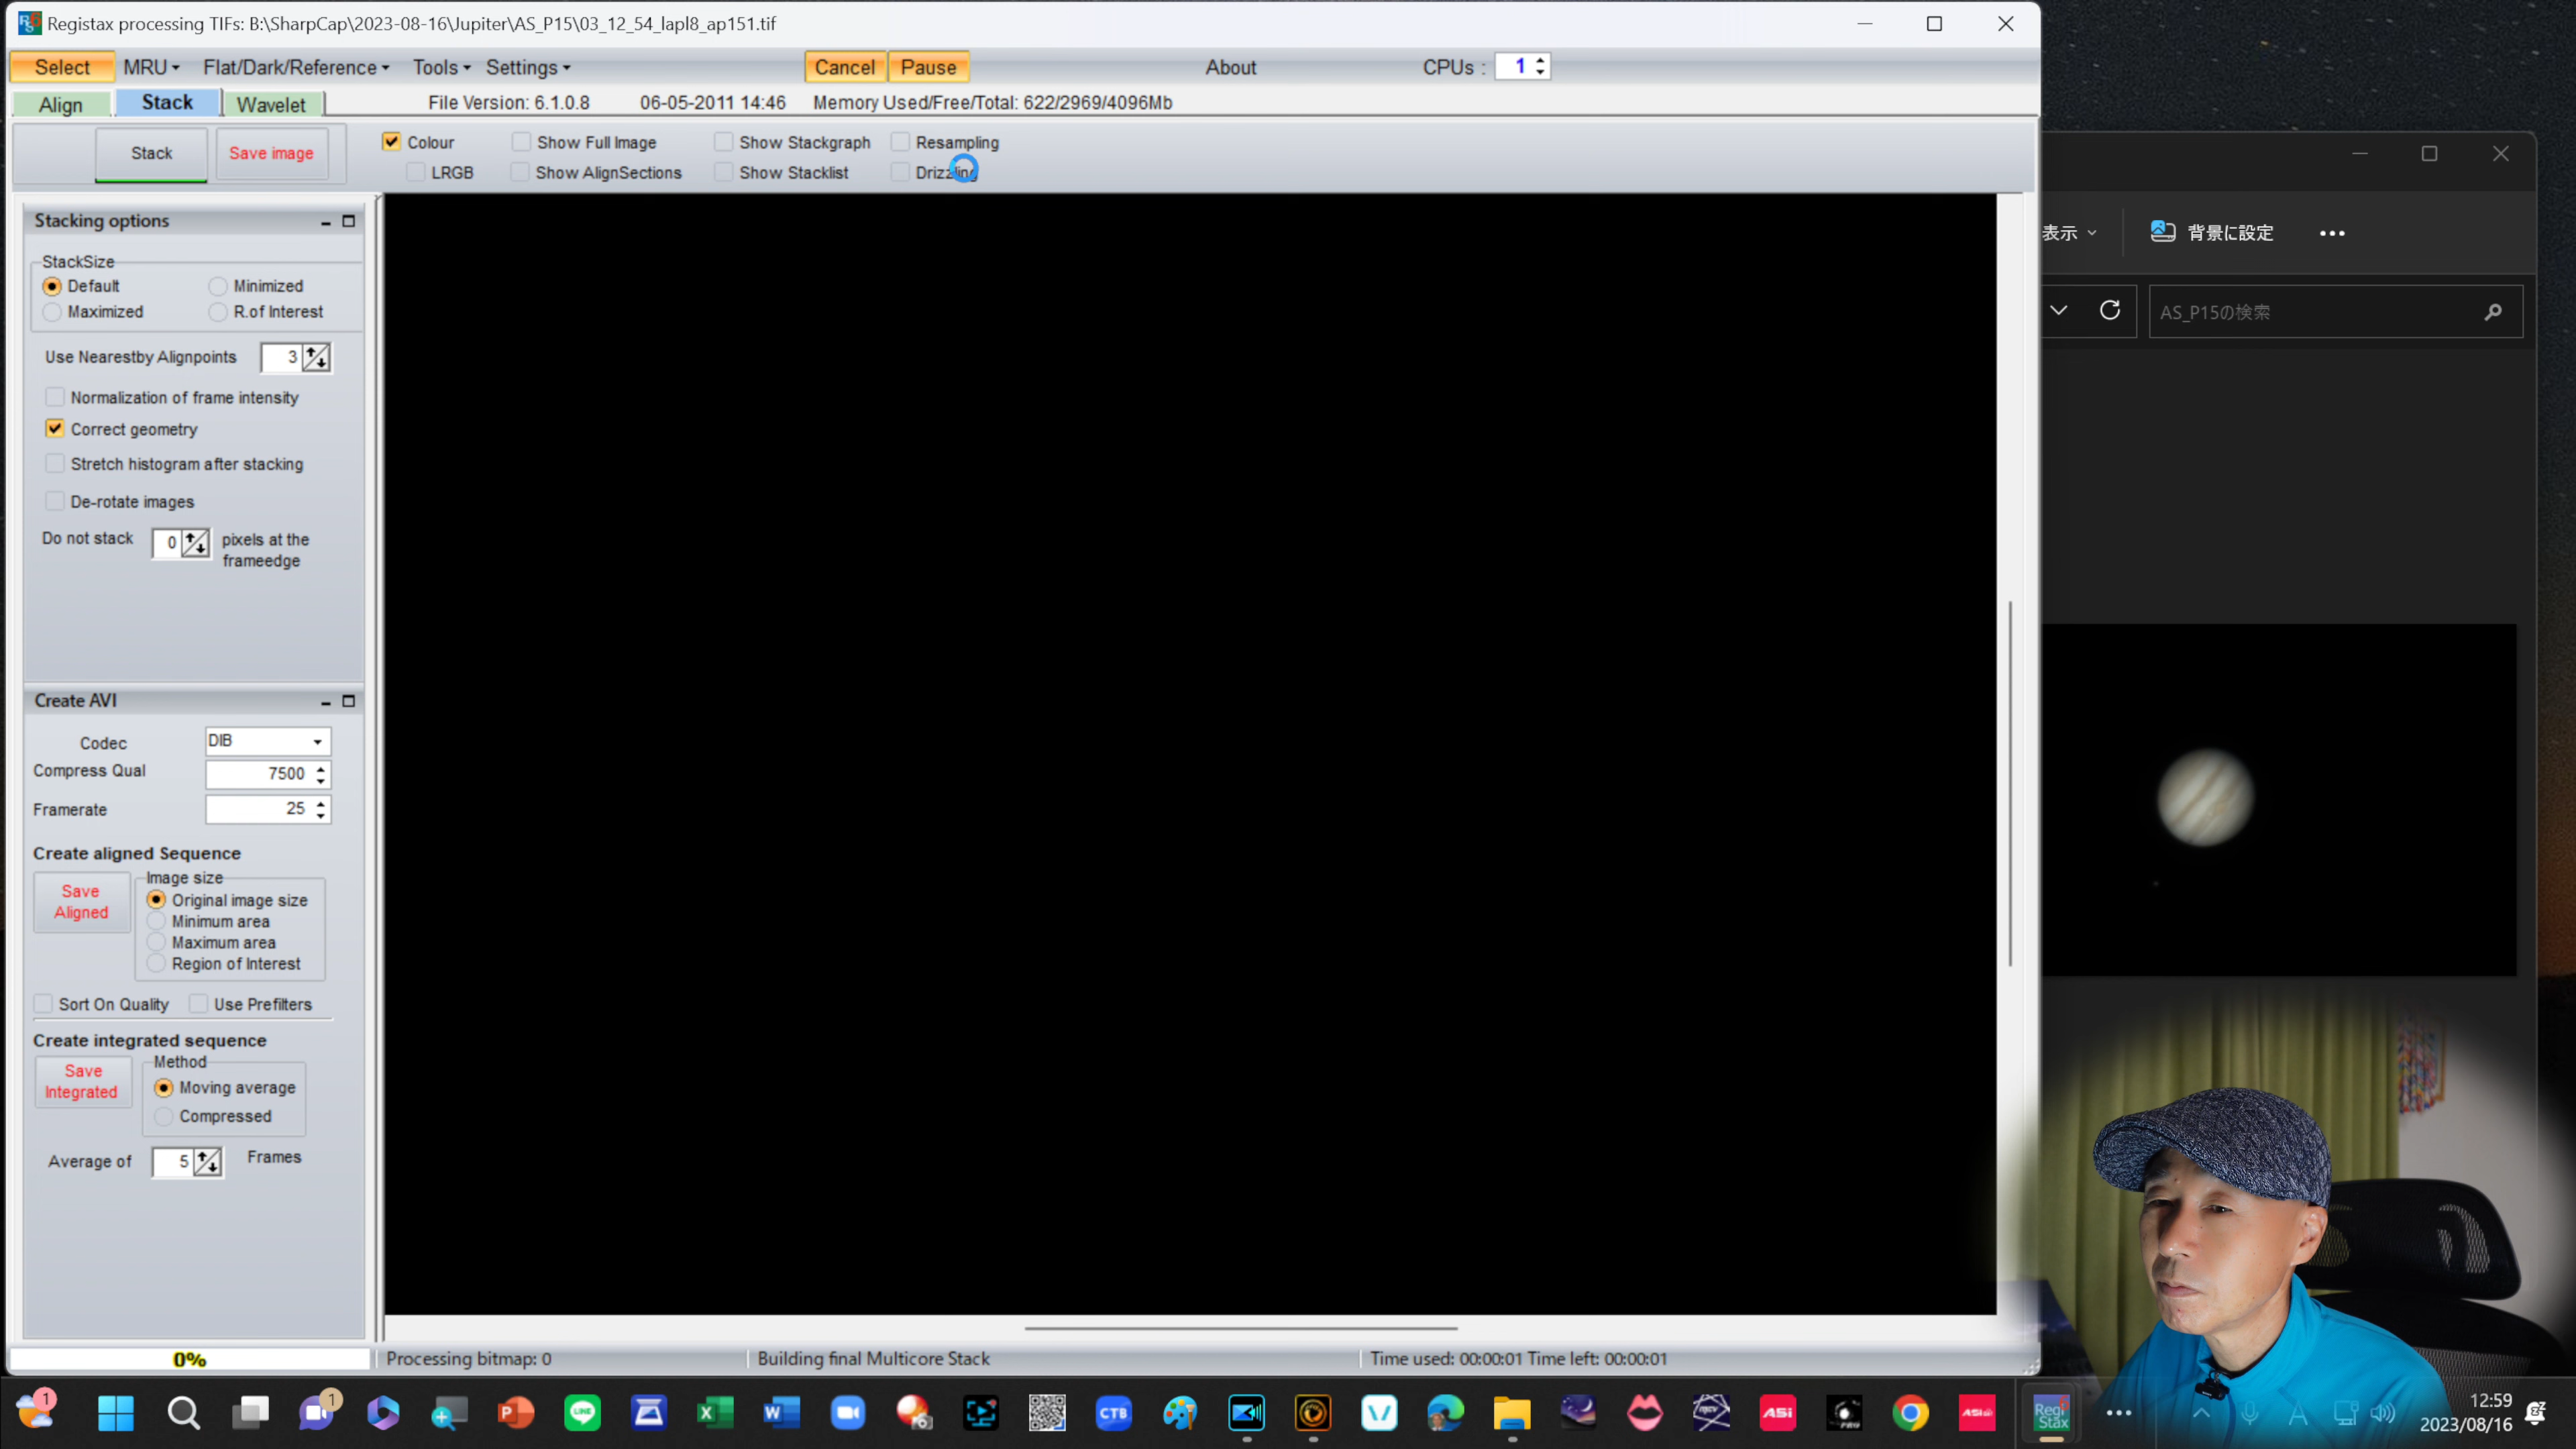 Registax processing TIFs: B:\SharpCap\2023-08-16\Jupiter\AS_P15\03_12_54_lapl8_ap151.tif
Select MRU Flat/Dark/Reference Tools Settings Cancel Pause About CPUs : 1
Align Stack Wavelet File Version: 6.1.0.8 06-05-2011 14:46 Memory Used/Free/Total: 622/2969/4096Mb
Stack Save image Colour Show Full Image Show Stackgraph Resampling
LRGB Show AlignSections Show Stacklist Drizzling
Stacking options
StackSize
Default Minimized
Maximized R.of Interest
Use Nearestby Alignpoints 3
Normalization of frame intensity
Correct geometry
Stretch histogram after stacking
De-rotate images
Do not stack 0 pixels at the
frameedge
Create AVI
Codec DIB
Compress Qual 7500
Framerate 25
Create aligned Sequence
Save
Aligned
Image size
Original image size
Minimum area
Maximum area
Region of Interest
Sort On Quality Use Prefilters
Create integrated sequence
Save
Integrated
Method
Moving average
Compressed
Average of 5 Frames
0% Processing bitmap: 0 Building final Multicore Stack Time used: 00:00:01 Time left: 00:00:01
表示 背景に設定
AS_P15の検索
1
1
P
LINE
X
W
CTB
ASi
ASi
Regi
Stax
A
12:59
2023/08/16